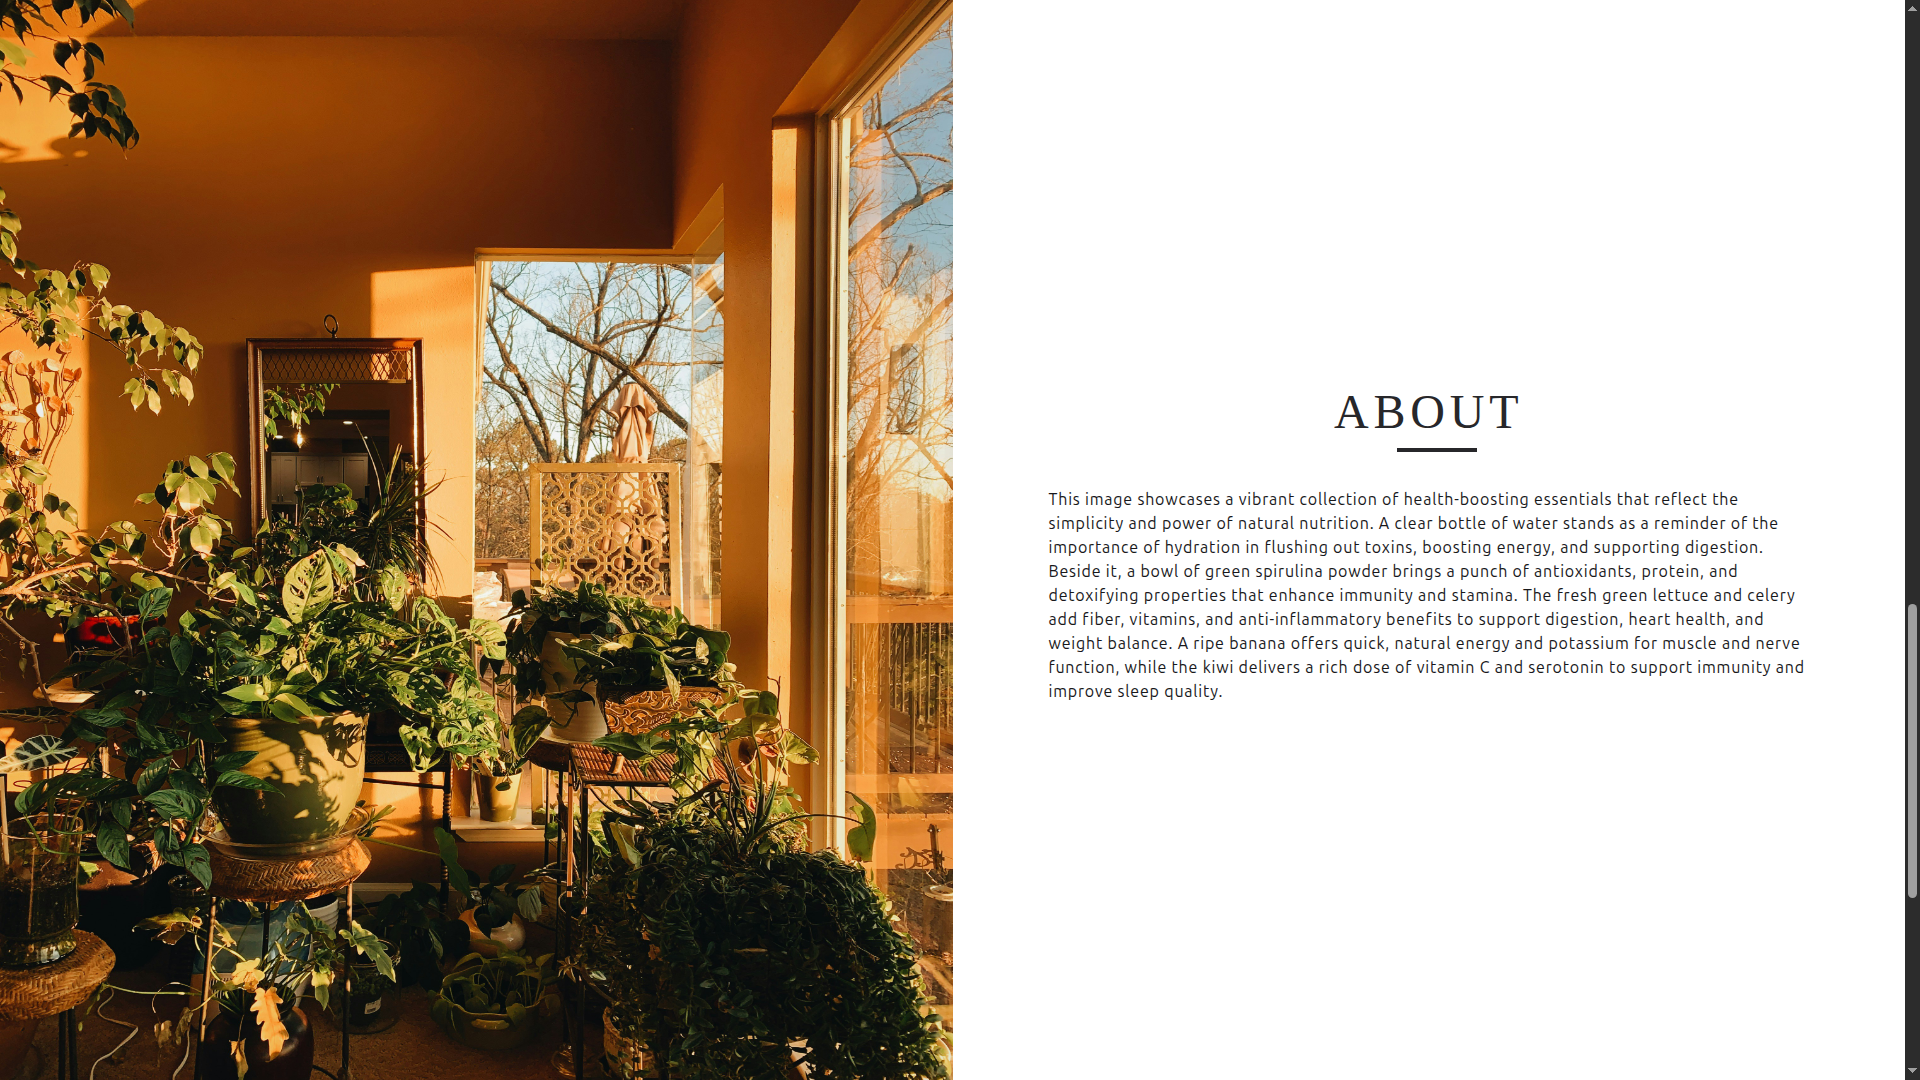 ABOUT
This image showcases a vibrant collection of health-boosting essentials that reflect the
simplicity and power of natural nutrition. A clear bottle of water stands as a reminder of the
importance of hydration in flushing out toxins, boosting energy, and supporting digestion.
Beside it, a bowl of green spirulina powder brings a punch of antioxidants, protein, and
detoxifying properties that enhance immunity and stamina. The fresh green lettuce and celery
add fiber, vitamins, and anti-inflammatory benefits to support digestion, heart health, and
weight balance. A ripe banana offers quick, natural energy and potassium for muscle and nerve
function, while the kiwi delivers a rich dose of vitamin C and serotonin to support immunity and
improve sleep quality.